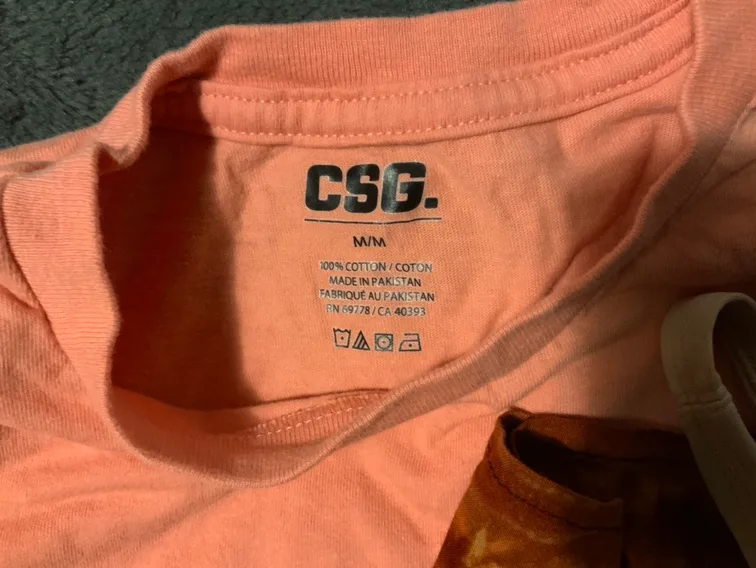 CSG.
M/M
100% COTTON / COTON
MADE IN PAKISTAN
FABRIQUÉ AU PAKISTAN
RN 69778 / CA 40393